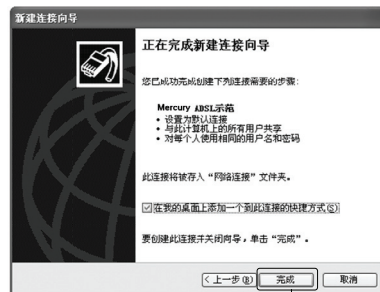 新建连接向导
正在完成新建连接向导
您已成功完成创建下列连接需要的步骤:
Mercury ADSL示范
• 设置为默认连接
• 与此计算机上的所有用户共享
• 对每个人使用相同的用户名和密码
此连接将被存入“网络连接”文件夹。
在我的桌面上添加一个到此连接的快捷方式(S)
要创建此连接并关闭向导，单击“完成”。
<上一步(B) 完成 取消